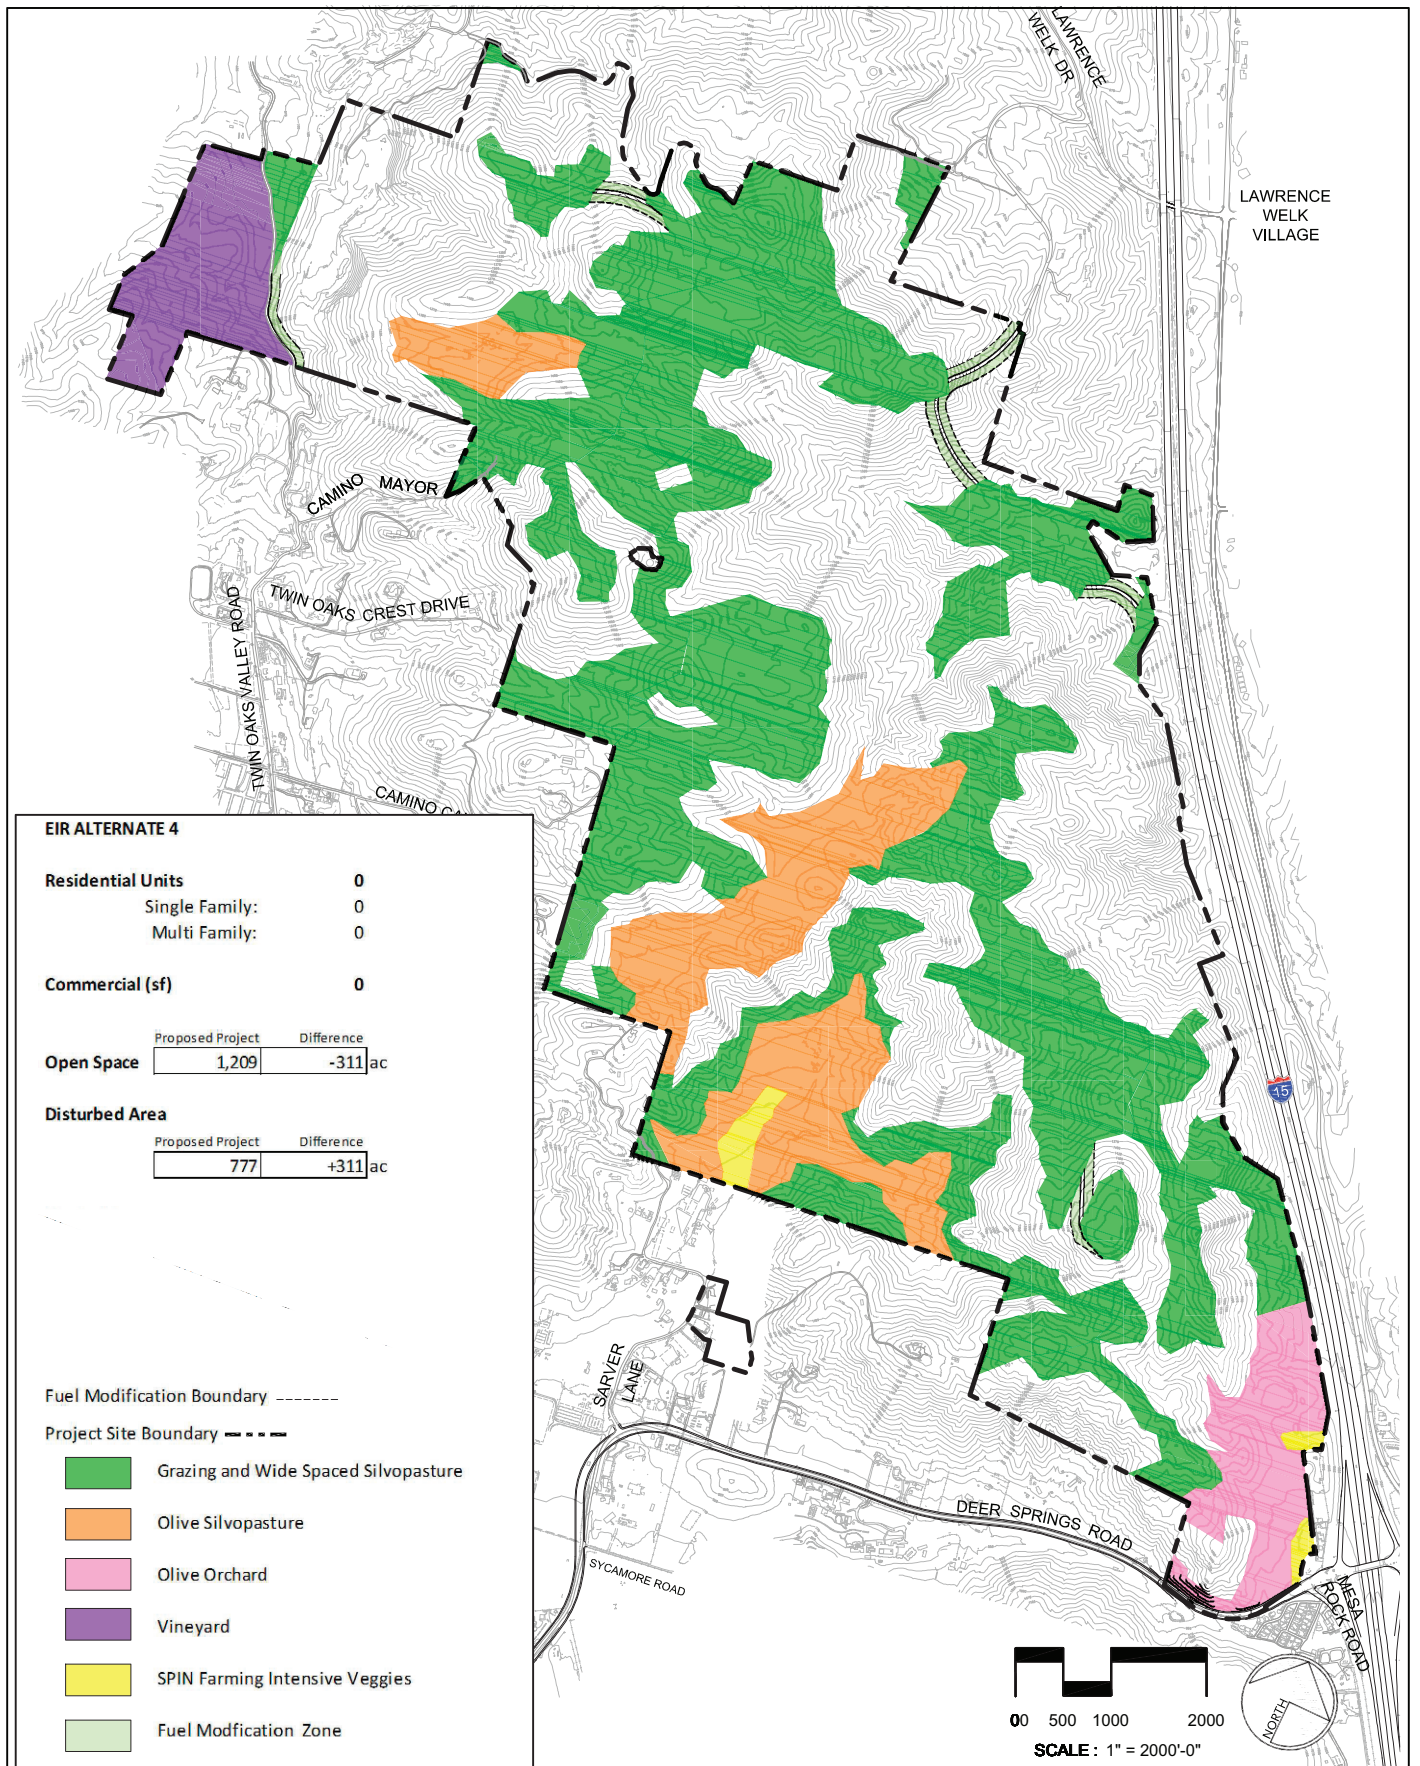 LAWRENCE
WELK DR
LAWRENCE
WELK
VILLAGE
CAMINO MAYOR
TWIN OAKS CREST DRIVE
TWIN OAKS VALLEY ROAD
CAMINO
EIR ALTERNATE 4
Residential Units 0
Single Family: 0
Multi Family: 0
Commercial (sf) 0
Proposed Project Difference
Open Space 1,209 -311 ac
Disturbed Area
Proposed Project Difference
777 +311 ac
15
SARVER
LANE
DEER SPRINGS ROAD
SYCAMORE ROAD
MESA
ROCK ROAD
Fuel Modification Boundary
Project Site Boundary
Grazing and Wide Spaced Silvopasture
Olive Silvopasture
Olive Orchard
Vineyard
SPIN Farming Intensive Veggies
Fuel Modfication Zone
00 500 1000 2000
SCALE : 1" = 2000'-0"
NORTH